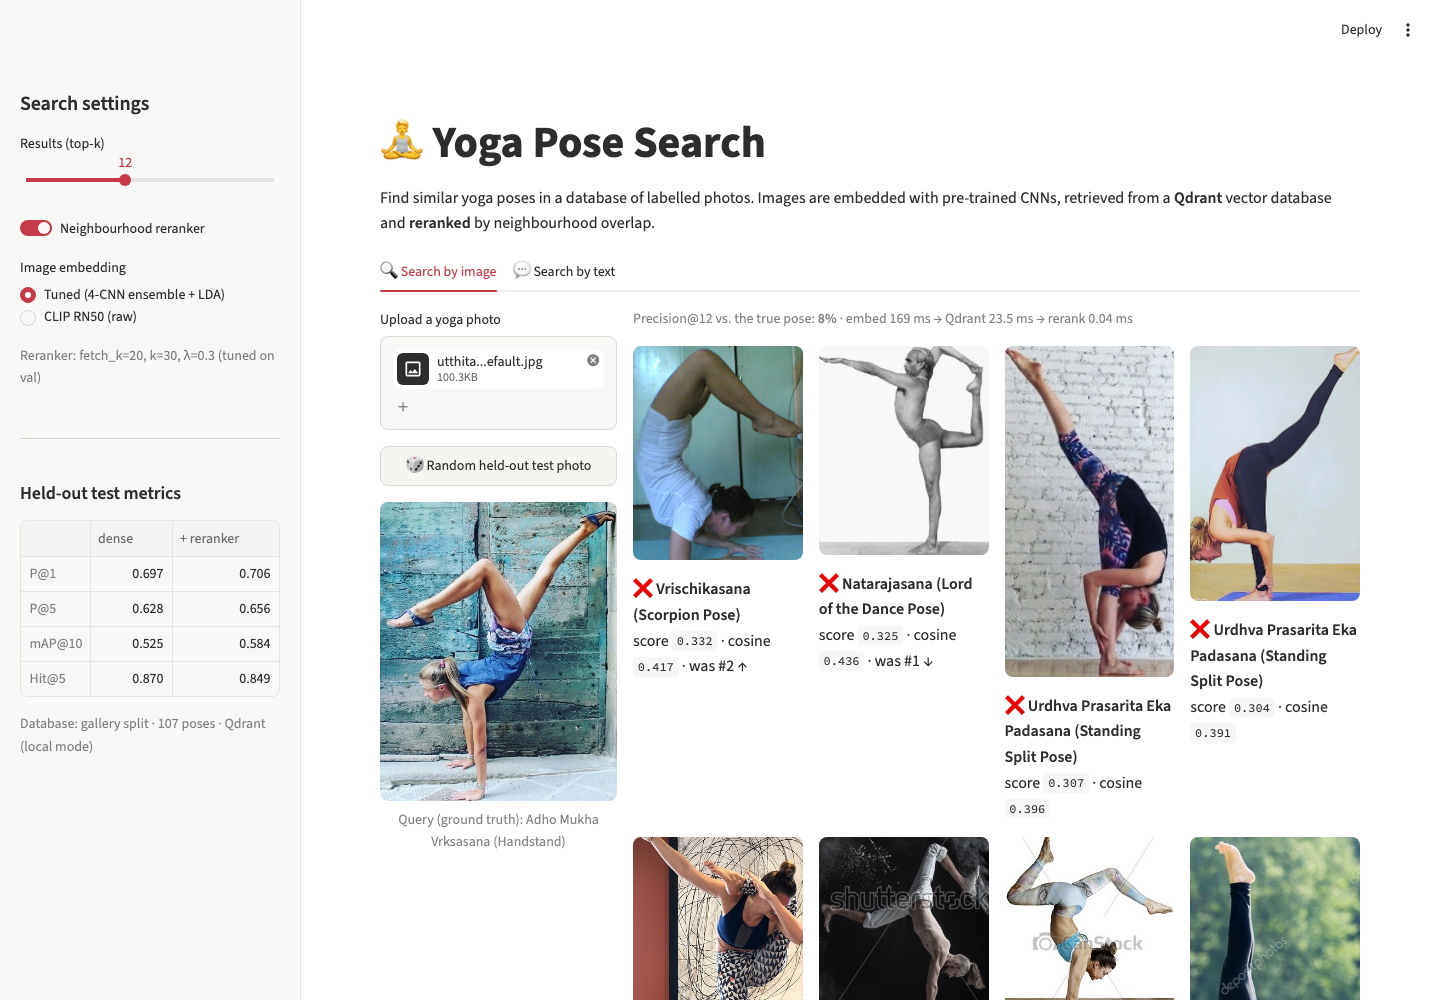 Deploy
Search settings
Results (top-k)
12
Neighbourhood reranker
Image embedding
Tuned (4-CNN ensemble + LDA)
CLIP RN50 (raw)
Reranker: fetch_k=20, k=30, λ=0.3 (tuned on
val)
Held-out test metrics
dense + reranker
P@1 0.697 0.706
P@5 0.628 0.656
mAP@10 0.525 0.584
Hit@5 0.870 0.849
Database: gallery split · 107 poses · Qdrant
(local mode)
🧘 Yoga Pose Search
Find similar yoga poses in a database of labelled photos. Images are embedded with pre-trained CNNs, retrieved from a Qdrant vector database
and reranked by neighbourhood overlap.
🔍 Search by image
💬 Search by text
Upload a yoga photo
utthita...efault.jpg
100.3KB
+
🎲 Random held-out test photo
Query (ground truth): Adho Mukha
Vrksasana (Handstand)
Precision@12 vs. the true pose: 8% · embed 169 ms → Qdrant 23.5 ms → rerank 0.04 ms
❌ Vrischikasana
(Scorpion Pose)
score 0.332 · cosine
0.417 · was #2 ↑
❌ Natarajasana (Lord
of the Dance Pose)
score 0.325 · cosine
0.436 · was #1 ↓
❌ Urdhva Prasarita Eka
Padasana (Standing
Split Pose)
score 0.307 · cosine
0.396
❌ Urdhva Prasarita Eka
Padasana (Standing
Split Pose)
score 0.304 · cosine
0.391
shutterstock
CanStock
depositphotos